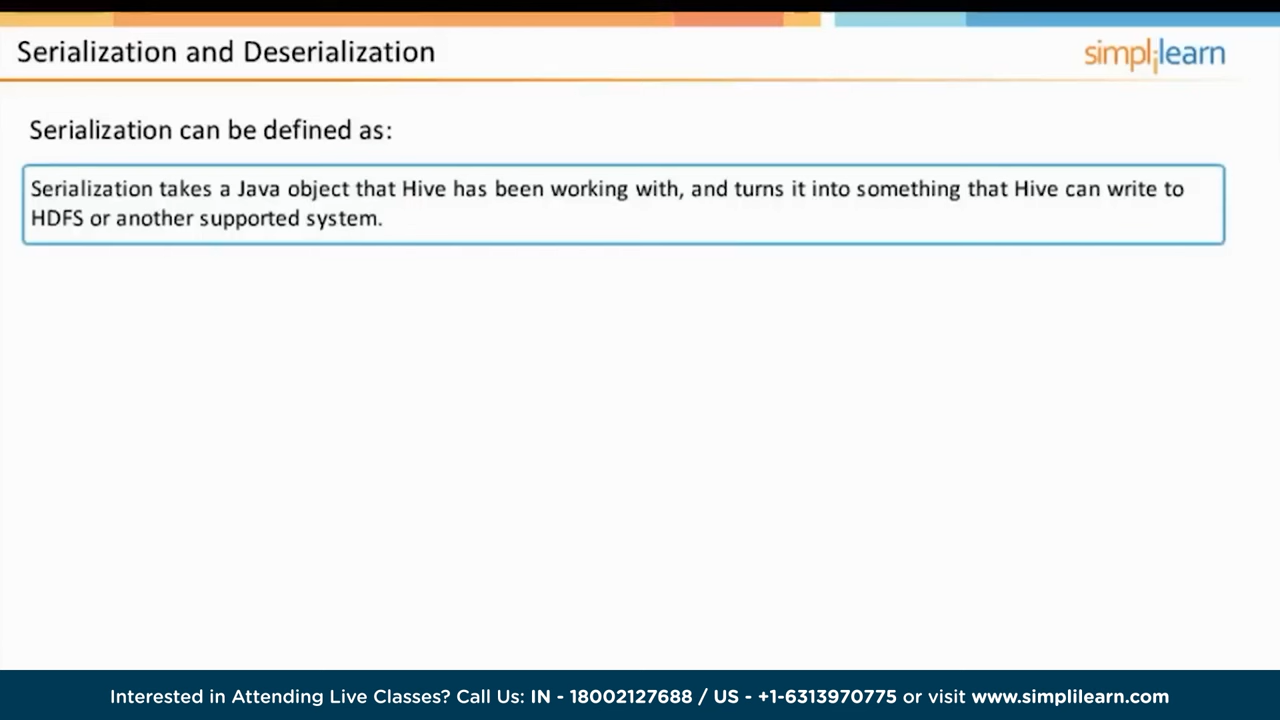 Serialization and Deserialization
simplilearn
Serialization can be defined as:
Serialization takes a Java object that Hive has been working with, and turns it into something that Hive can write to
HDFS or another supported system.
Interested in Attending Live Classes? Call Us: IN - 18002127688 / US - +1-6313970775 or visit www.simplilearn.com